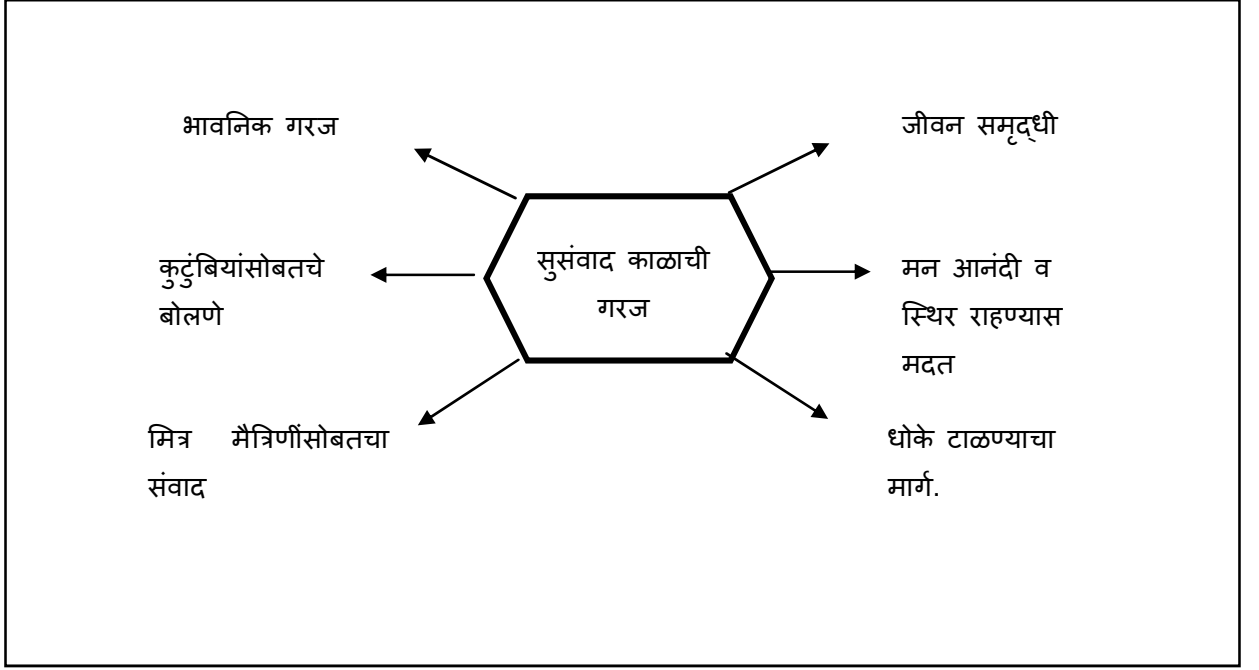 भावनिक गरज
जीवन समृद्धी
सुसंवाद काळाची
गरज
कुटुंबियांसोबतचे
बोलणे
मन आनंदी व
स्थिर राहण्यास
मदत
मित्र मैत्रिणींसोबतचा
संवाद
धोके टाळण्याचा
मार्ग.